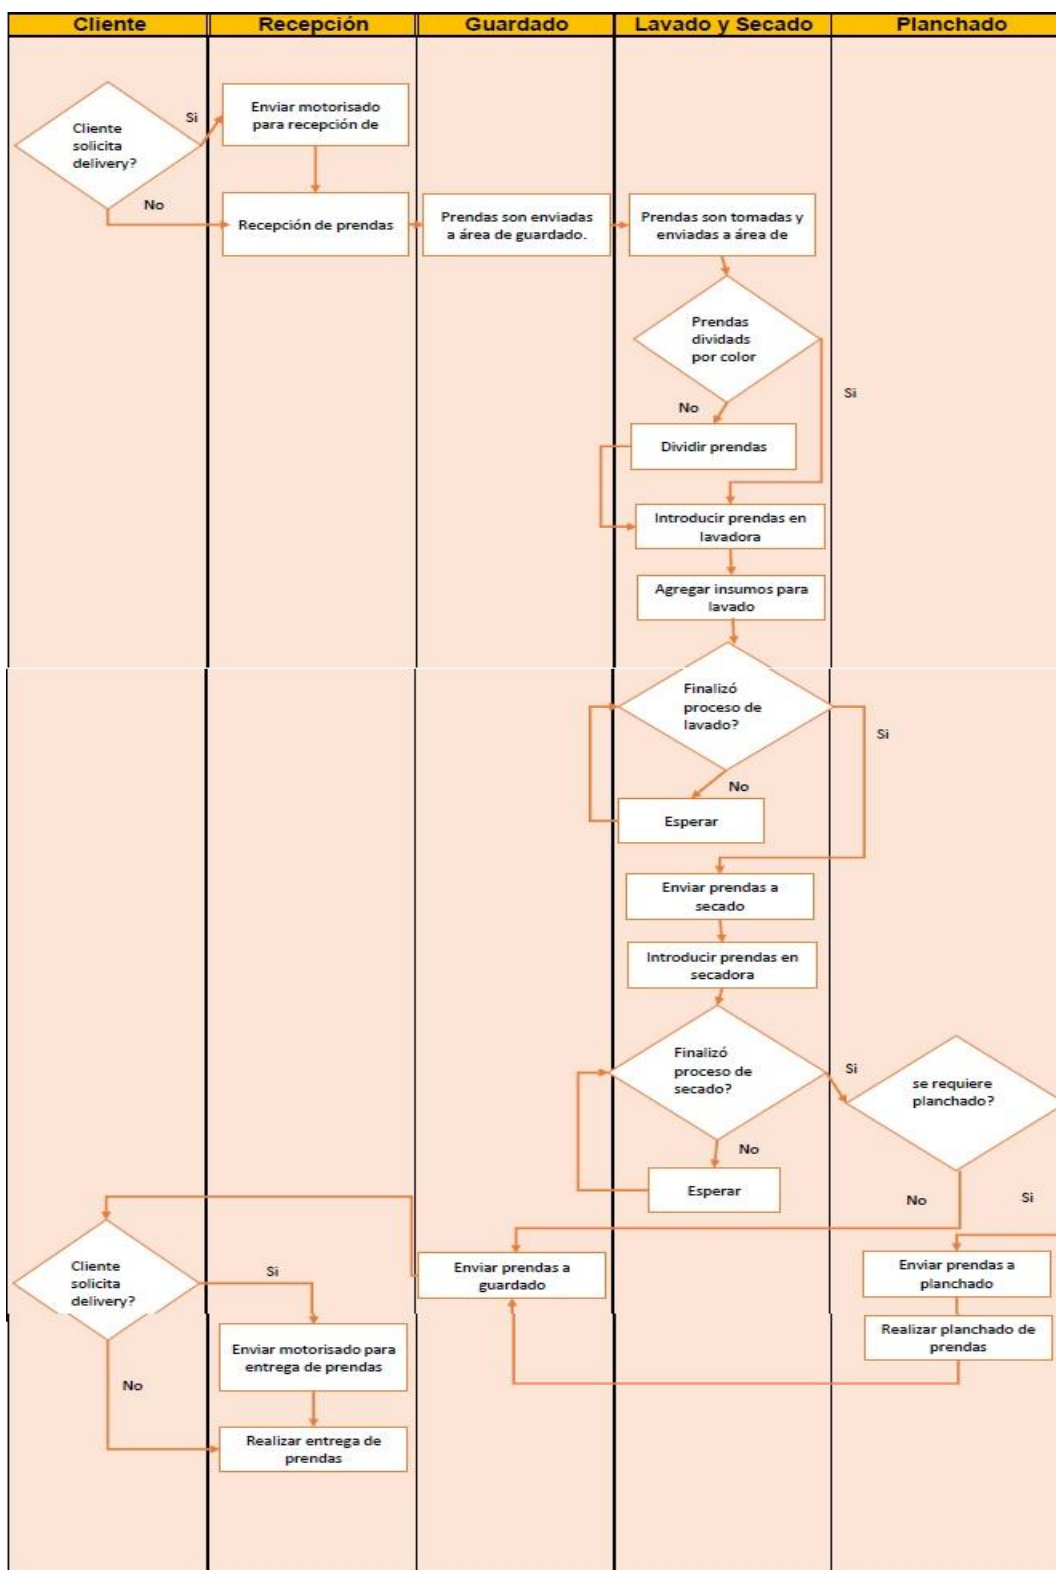 Cliente
Recepción
Guardado
Lavado y Secado
Planchado
Cliente
solicita
delivery?
Si
No
Enviar motorisado
para recepción de
Recepción de prendas
Prendas son enviadas
a área de guardado.
Prendas son tomadas y
enviadas a área de
Prendas
dividads
por color
Si
No
Dividir prendas
Introducir prendas en
lavadora
Agregar insumos para
lavado
Finalizó
proceso de
lavado?
Si
No
Esperar
Enviar prendas a
secado
Introducir prendas en
secadora
Finalizó
proceso de
secado?
Si
No
Esperar
se requiere
planchado?
No
Si
Enviar prendas a
planchado
Realizar planchado de
prendas
Enviar prendas a
guardado
Cliente
solicita
delivery?
Si
No
Enviar motorisado para
entrega de prendas
Realizar entrega de
prendas